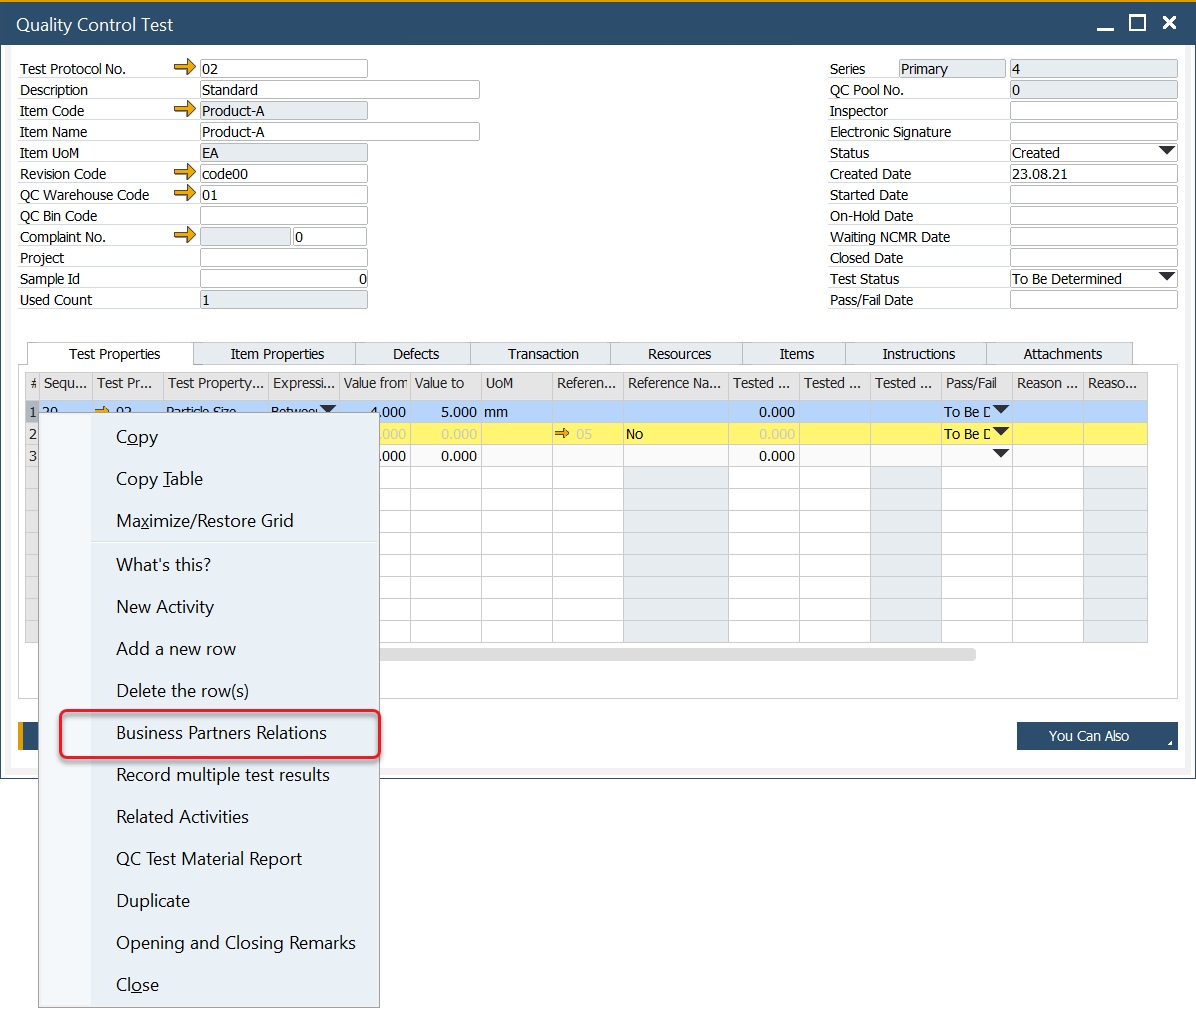 Quality Control Test
Test Protocol No. 02
Description Standard
Item Code Product-A
Item Name Product-A
Item UoM EA
Revision Code code00
QC Warehouse Code 01
QC Bin Code
Complaint No. 0
Project
Sample Id 0
Used Count 1
Series Primary 4
QC Pool No. 0
Inspector
Electronic Signature
Status Created
Created Date 23.08.21
Started Date
On-Hold Date
Waiting NCMR Date
Closed Date
Test Status To Be Determined
Pass/Fail Date
Test Properties Item Properties Defects Transaction Resources Items Instructions Attachments
# Sequ... Test Pr... Test Property... Expressi... Value from Value to UoM Referen... Reference Na... Tested ... Tested ... Tested ... Pass/Fail Reason ... Reaso...
1 20 02 Particle Size Betwee 4.000 5.000 mm 0.000 To Be D
2 .000 0.000 05 No 0.000 To Be D
3 .000 0.000 0.000
Copy
Copy Table
Maximize/Restore Grid
What's this?
New Activity
Add a new row
Delete the row(s)
Business Partners Relations
Record multiple test results
Related Activities
QC Test Material Report
Duplicate
Opening and Closing Remarks
Close
You Can Also